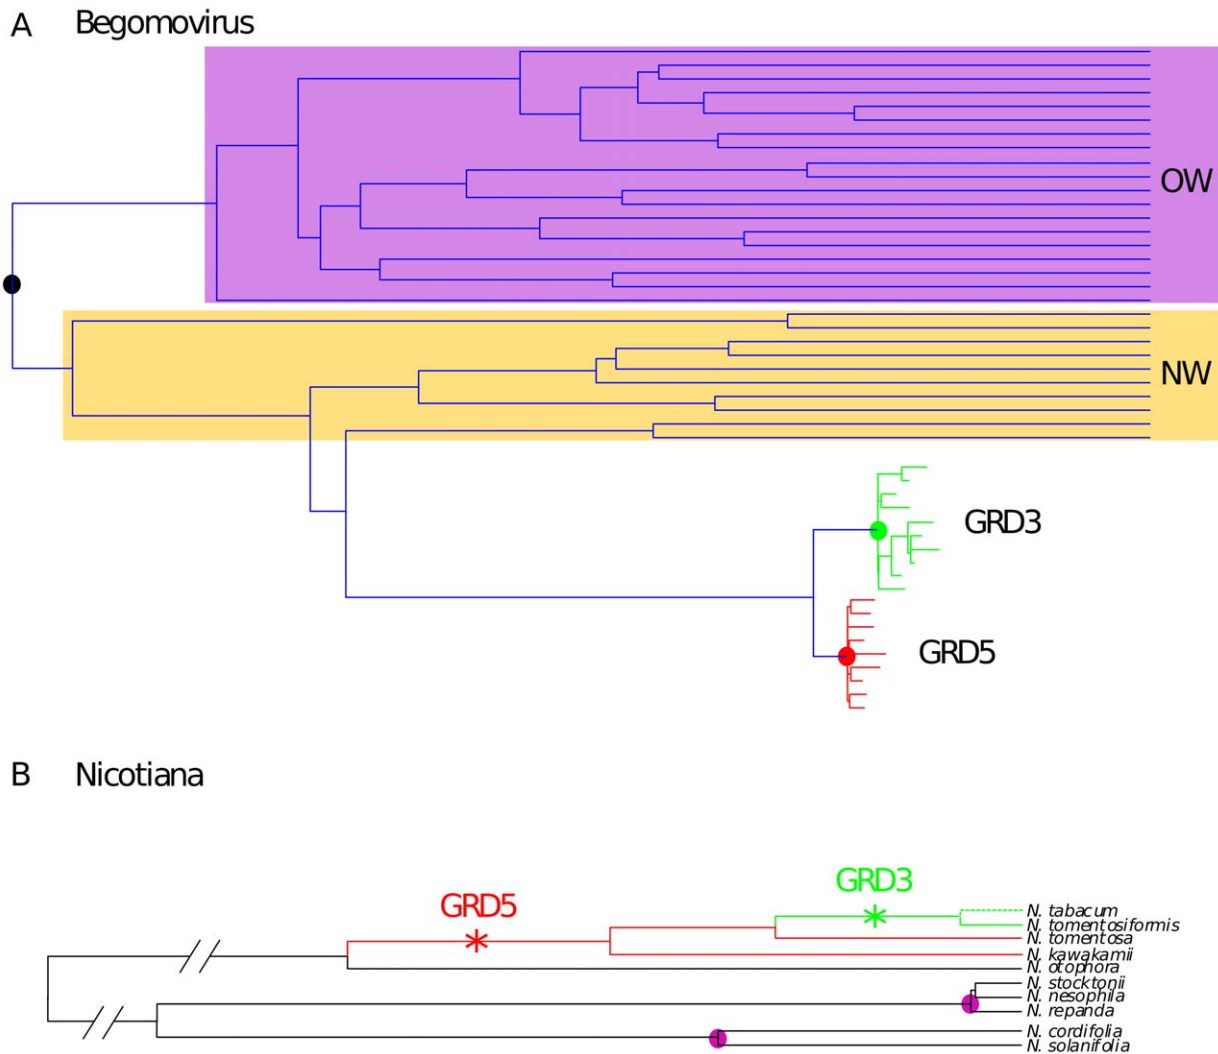 A Begomovirus
OW
NW
GRD3
GRD5
B Nicotiana
GRD3
GRD5
N. tabacum
N. tomentosiformis
N. tomentosa
N. kawakamii
N. otophora
N. stocktonii
N. nesophila
N. repanda
N. cordifolia
N. solanifolia